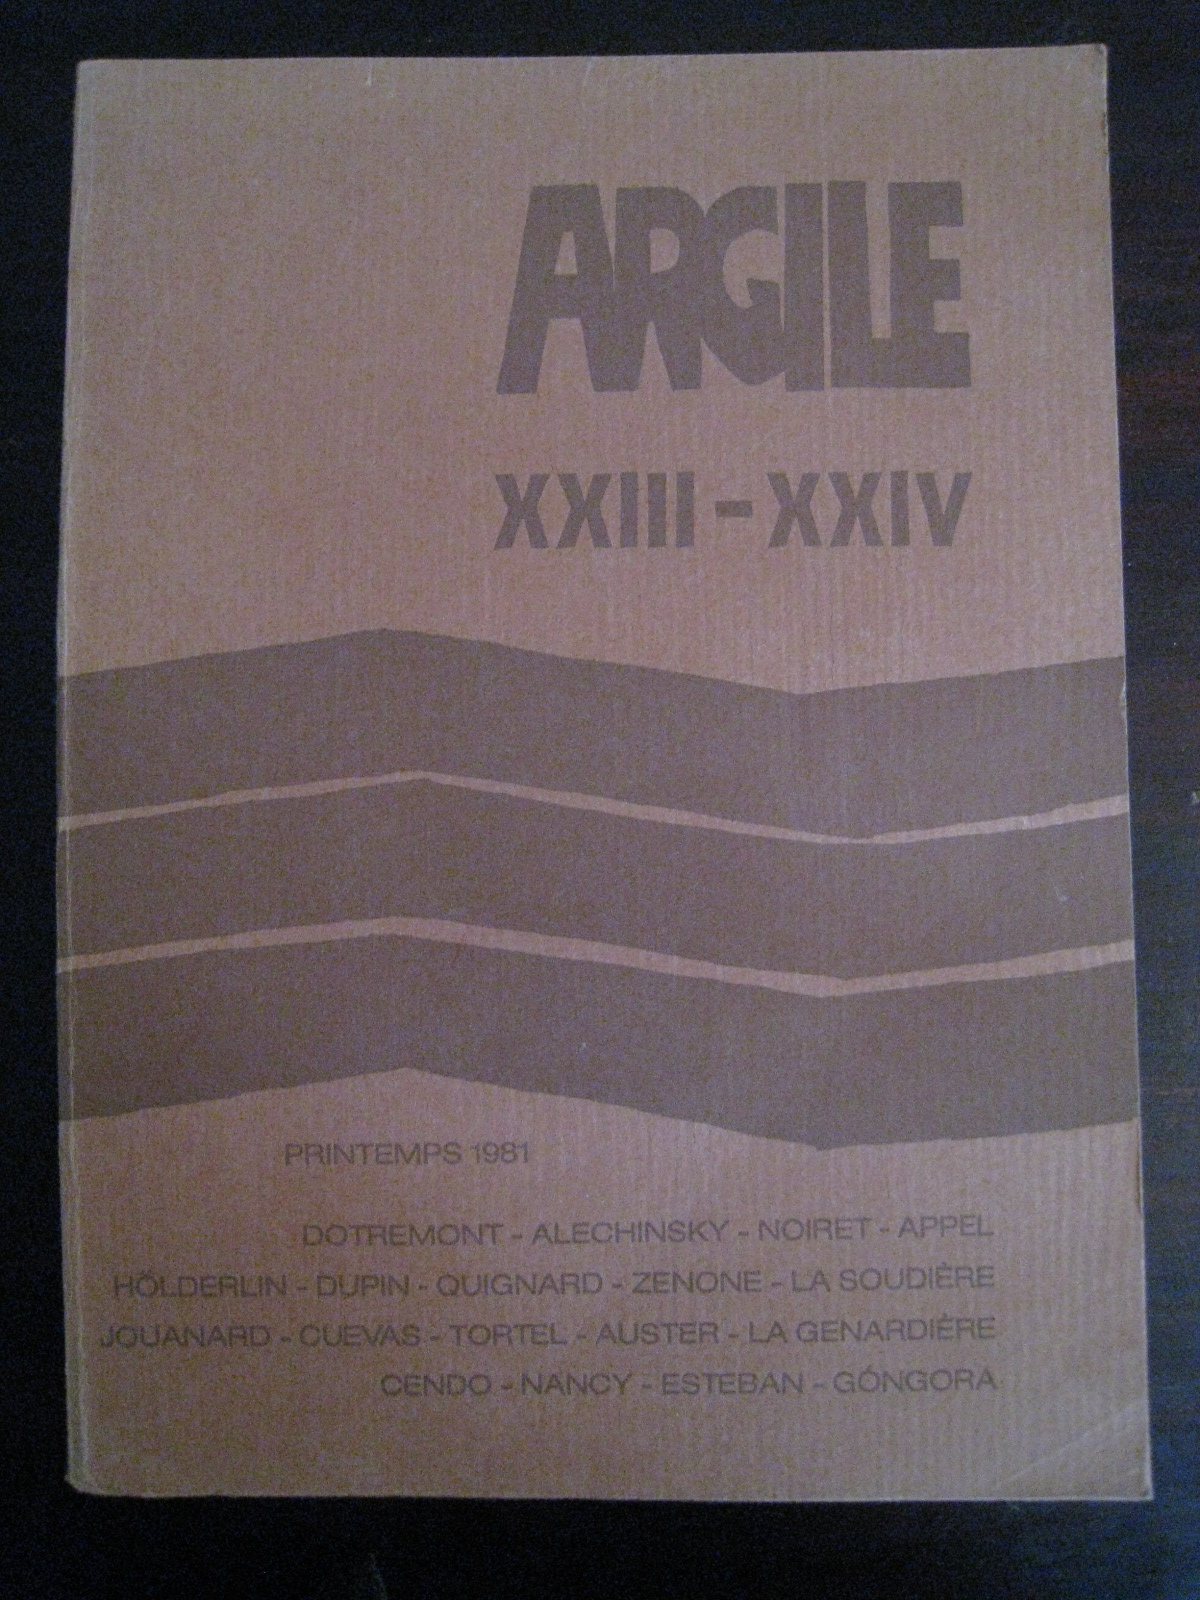 ARGILE
XXIII-XXIV
PRINTEMPS 1981
DOTREMONT - ALECHINSKY - NOIRET - APPEL
HÖLDERLIN - DUPIN - QUIGNARD - ZENONE - LA SOUDIÈRE
JOUANARD - CUEVAS - TORTEL - AUSTER - LA GENARDIÈRE
CENDO - NANCY - ESTEBAN - GÓNGORA